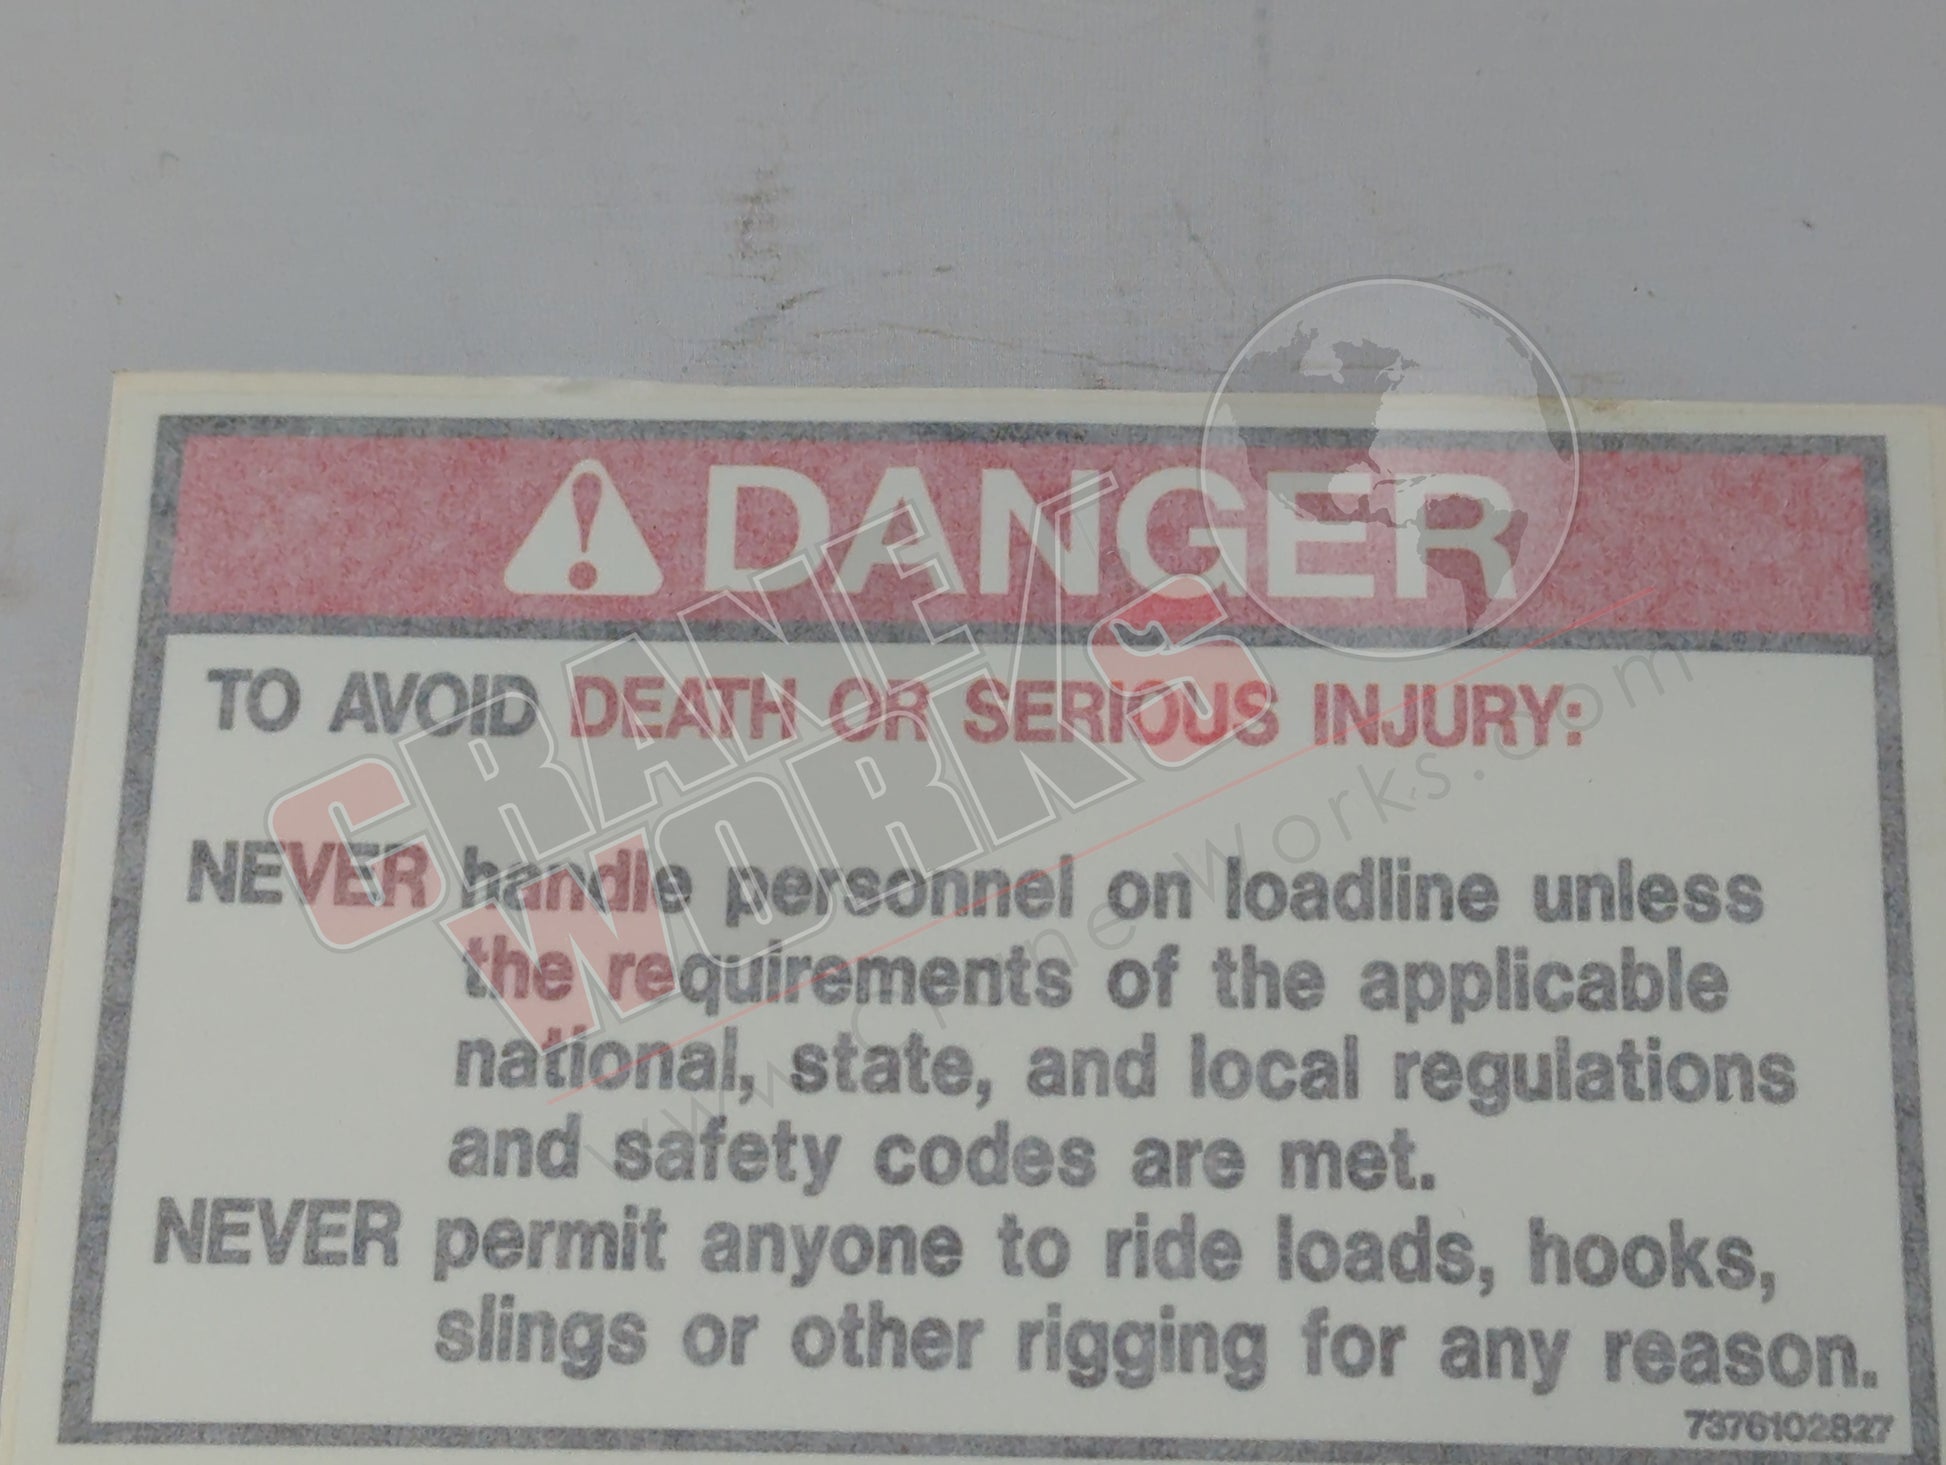 DANGER
TO AVOID DEATH OR SERIOUS INJURY:
NEVER handle personnel on loadline unless
the requirements of the applicable
national, state, and local regulations
and safety codes are met.
NEVER permit anyone to ride loads, hooks,
slings or other rigging for any reason.
7376102827
CRANE WORKS
www.craneworks.com